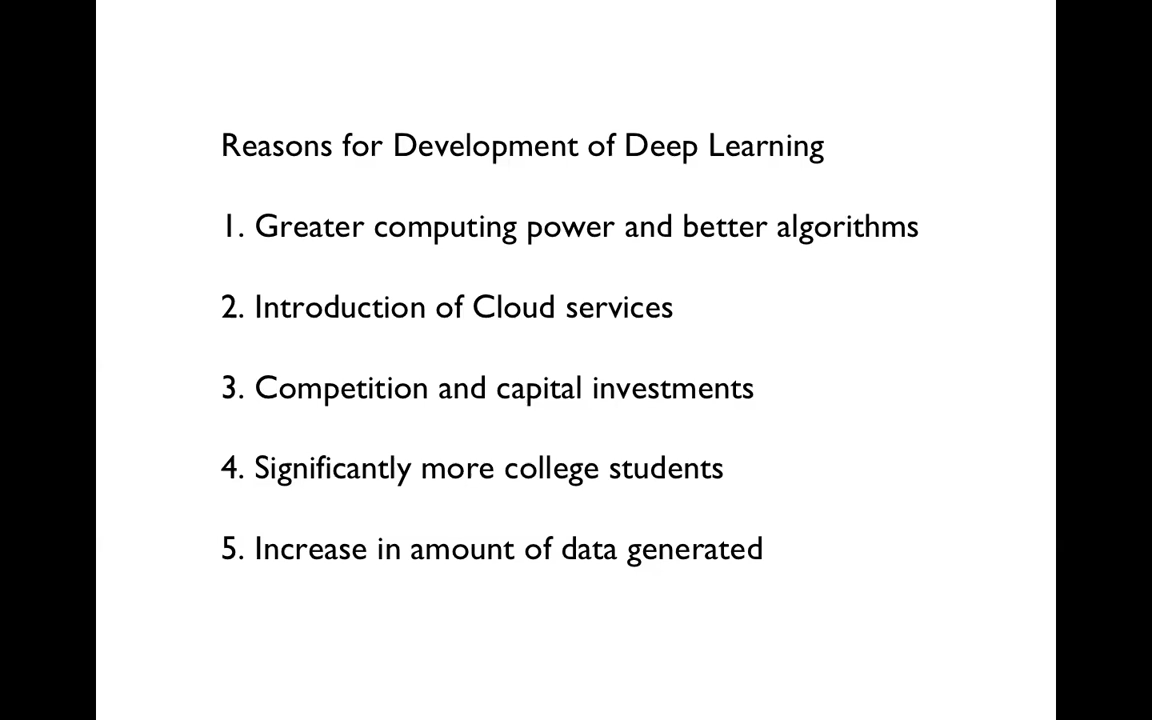 Reasons for Development of Deep Learning
1. Greater computing power and better algorithms
2. Introduction of Cloud services
3. Competition and capital investments
4. Significantly more college students
5. Increase in amount of data generated